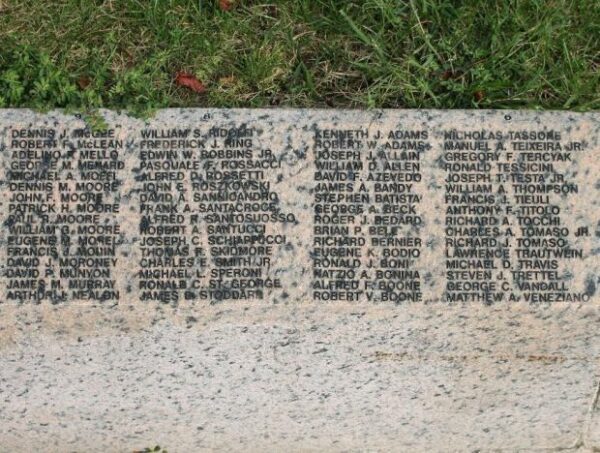 DENNIS J. McGEE
ROBERT F. McLEAN
ADELINO R. MELLO
GEORGE M.
MICHAEL A.
DENNIS M. MOORE
JOHN F. MOORE
PATRICK H. MOORE
MOORE
WILLIAM G. MOORE
EUGENE M. MOREL
FRANCIS A.
DAVID J. MORONEY
DAVID P. MUNYON
JAMES M. MURRAY
ARTHUR J. NEALON
WILLIAM S. RIDOLFI
FREDERICK J. RING
EDWIN W. ROBBINS JR.
PASQUALE F. ROSSACCI
ALFRED D. ROSSETTI
JOHN E. ROSZKOWSKI
DAVID A. SANNICANDRO
FRANK A. SANTACROCE
ALFRED F. SANTOSUOSSO
ROBERT A. SANTUCCI
JOSEPH C. SCHIAPPUCCI
THOMAS F. SKIDMORE
CHARLES E. SMITH JR.
MICHAEL L. SPERONI
RONALD C. ST. GEORGE
JAMES D. STODDARD
KENNETH J. ADAMS
ROBERT W. ADAMS
JOSEPH J. ALLAIN
WILLIAM O. ALLEN
DAVID F. AZEVEDO
JAMES A. BANDY
STEPHEN BATISTA
GEORGE A. BECK
ROGER J. BEDARD
BRIAN P. BELE
RICHARD BERNIER
EUGENE K. BODIO
RONALD J. BONI
NATZIO A. BONINA
ALFRED F. BOONE
ROBERT V. BOONE
NICHOLAS TASSONE
MANUEL A. TEIXEIRA JR.
GREGORY F. TERCYAK
RONALD TESSICINI
JOSEPH T. TESTA JR.
WILLIAM A. THOMPSON
FRANCIS J. TIEULI
ANTHONY F. TITOLO
RICHARD A. TOCCHI
CHARLES A. TOMASO JR.
RICHARD J. TOMASO
LAWRENCE TRAUTWEIN
MICHAEL D. TRAVIS
STEVEN J. TRETTEL
GEORGE C. VANDALL
MATTHEW A. VENEZIANO